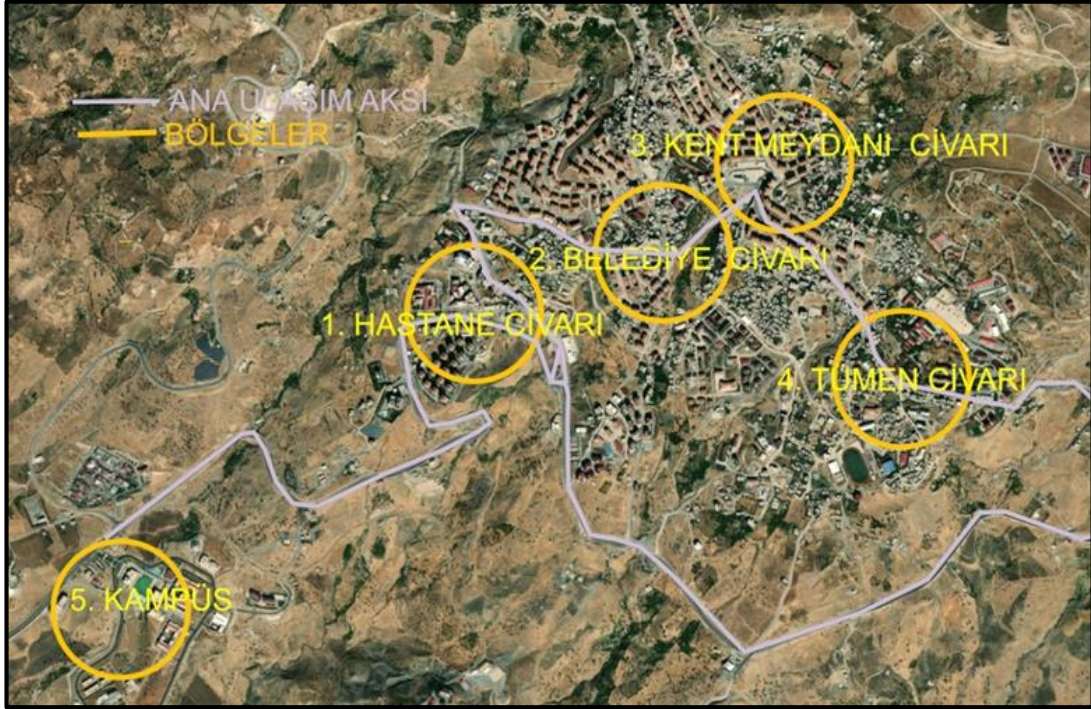 ANA ULAŞIM AKSI
BÖLGELER
3. KENT MEYDANI CİVARI
2. BELEDİYE CİVARI
1. HASTANE CİVARI
4. TÜMEN CİVARI
5. KAMPÜS